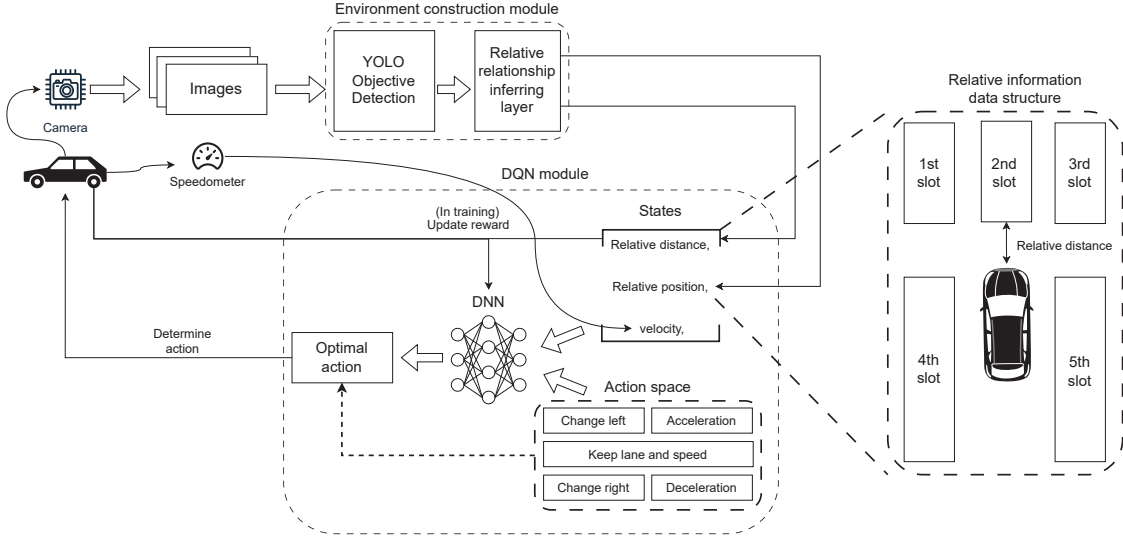 Environment construction module
YOLO
Objective
Detection
Relative
relationship
inferring
layer
Images
Camera
Speedometer
DQN module
(In training)
Update reward
States
Relative distance,
Relative position,
velocity,
DNN
Determine
action
Optimal
action
Action space
Change left
Acceleration
Keep lane and speed
Change right
Deceleration
Relative information
data structure
1st
slot
2nd
slot
3rd
slot
Relative distance
4th
slot
5th
slot